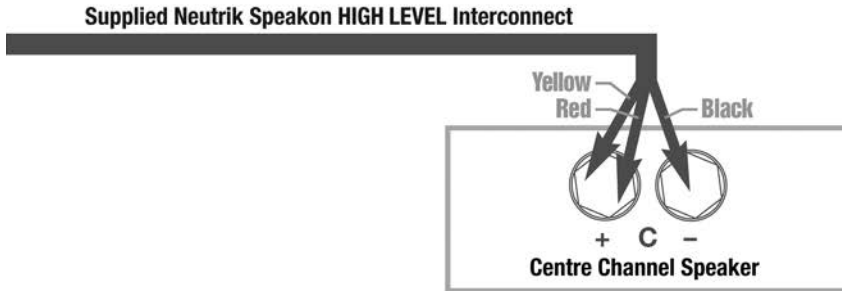 Supplied Neutrik Speakon HIGH LEVEL Interconnect
Yellow
Red
Black
+ C –
Centre Channel Speaker